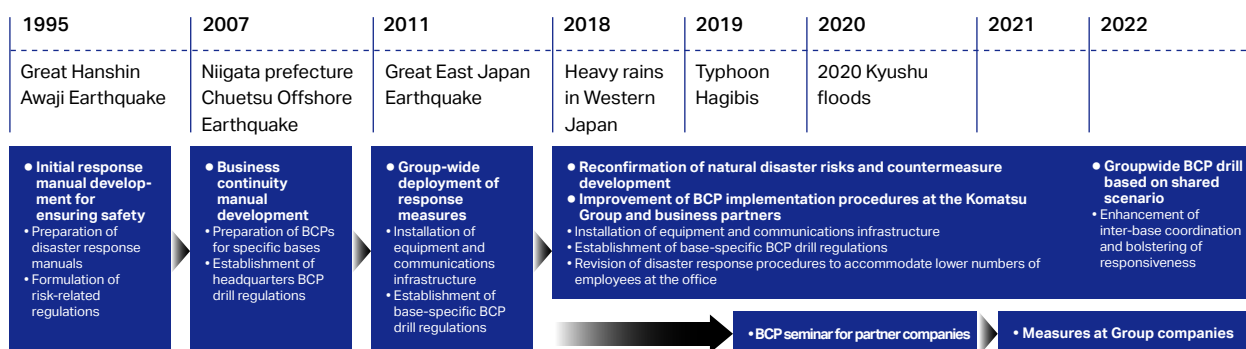 1995
2007
2011
2018
2019
2020
2021
2022
Great Hanshin
Awaji Earthquake
Niigata prefecture
Chuetsu Offshore
Earthquake
Great East Japan
Earthquake
Heavy rains
in Western
Japan
Typhoon
Hagibis
2020 Kyushu
floods
● Initial response
manual develop-
ment for
ensuring safety
• Preparation of
disaster response
manuals
• Formulation of
risk-related
regulations
● Business
continuity
manual
development
• Preparation of BCPs
for specific bases
• Establishment of
headquarters BCP
drill regulations
● Group-wide
deployment of
response
measures
• Installation of
equipment and
communications
infrastructure
• Establishment of
base-specific BCP
drill regulations
● Reconfirmation of natural disaster risks and countermeasure
development
● Improvement of BCP implementation procedures at the Komatsu
Group and business partners
• Installation of equipment and communications infrastructure
• Establishment of base-specific BCP drill regulations
• Revision of disaster response procedures to accommodate lower numbers of
employees at the office
● Groupwide BCP drill
based on shared
scenario
• Enhancement of
inter-base coordination
and bolstering of
responsiveness
• BCP seminar for partner companies
• Measures at Group companies